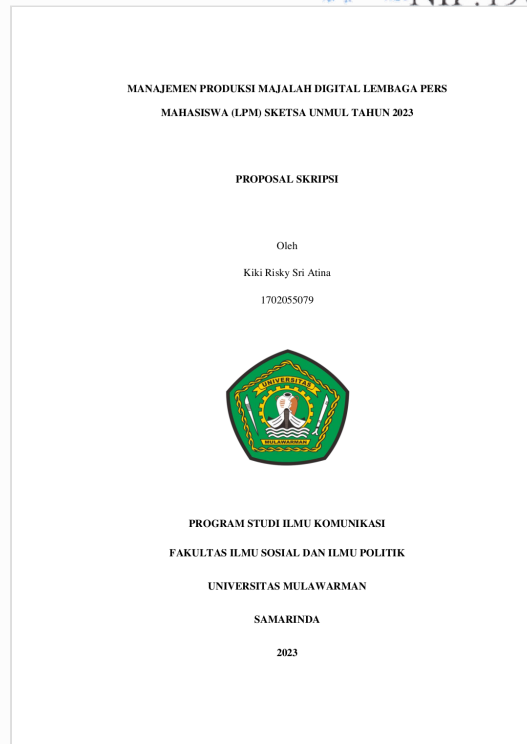 MANAJEMEN PRODUKSI MAJALAH DIGITAL LEMBAGA PERS
MAHASISWA (LPM) SKETSA UNMUL TAHUN 2023
PROPOSAL SKRIPSI
Oleh
Kiki Risky Sri Atina
1702055079
UNIVERSITAS
MULAWARMAN
PROGRAM STUDI ILMU KOMUNIKASI
FAKULTAS ILMU SOSIAL DAN ILMU POLITIK
UNIVERSITAS MULAWARMAN
SAMARINDA
2023